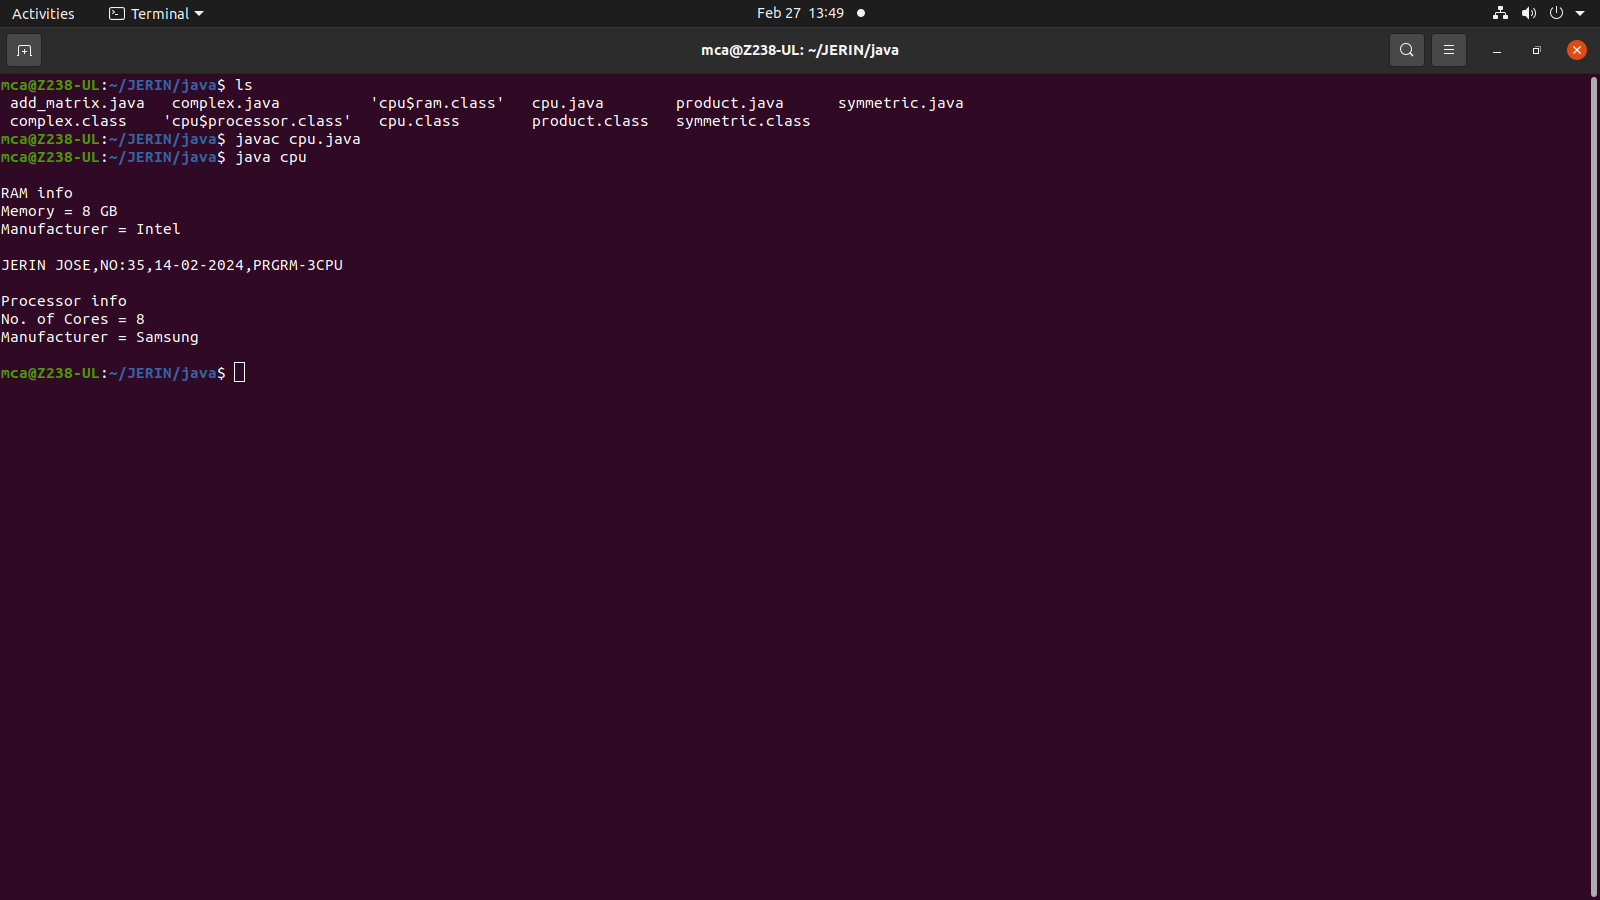 Activities Terminal Feb 27 13:49
mca@Z238-UL: ~/JERIN/java
mca@Z238-UL:~/JERIN/java$ ls
add_matrix.java complex.java 'cpu$ram.class' cpu.java product.java symmetric.java
complex.class 'cpu$processor.class' cpu.class product.class symmetric.class
mca@Z238-UL:~/JERIN/java$ javac cpu.java
mca@Z238-UL:~/JERIN/java$ java cpu
RAM info
Memory = 8 GB
Manufacturer = Intel
JERIN JOSE,NO:35,14-02-2024,PRGRM-3CPU
Processor info
No. of Cores = 8
Manufacturer = Samsung
mca@Z238-UL:~/JERIN/java$